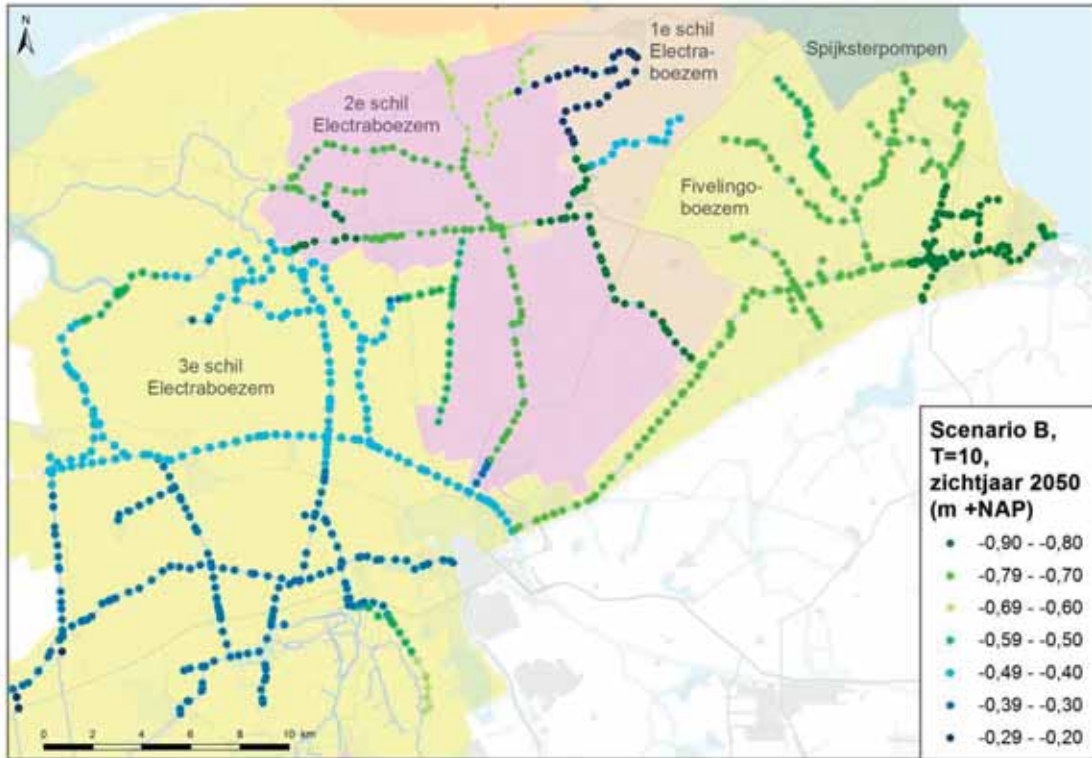 N
1e schil
Electra-
boezem
Spijksterpompen
2e schil
Electraboezem
Fivelingo-
boezem
3e schil
Electraboezem
Scenario B,
T=10,
zichtjaar 2050
(m +NAP)
-0,90 - -0,80
-0,79 - -0,70
-0,69 - -0,60
-0,59 - -0,50
-0,49 - -0,40
-0,39 - -0,30
-0,29 - -0,20
0 2 4 6 8 10 km